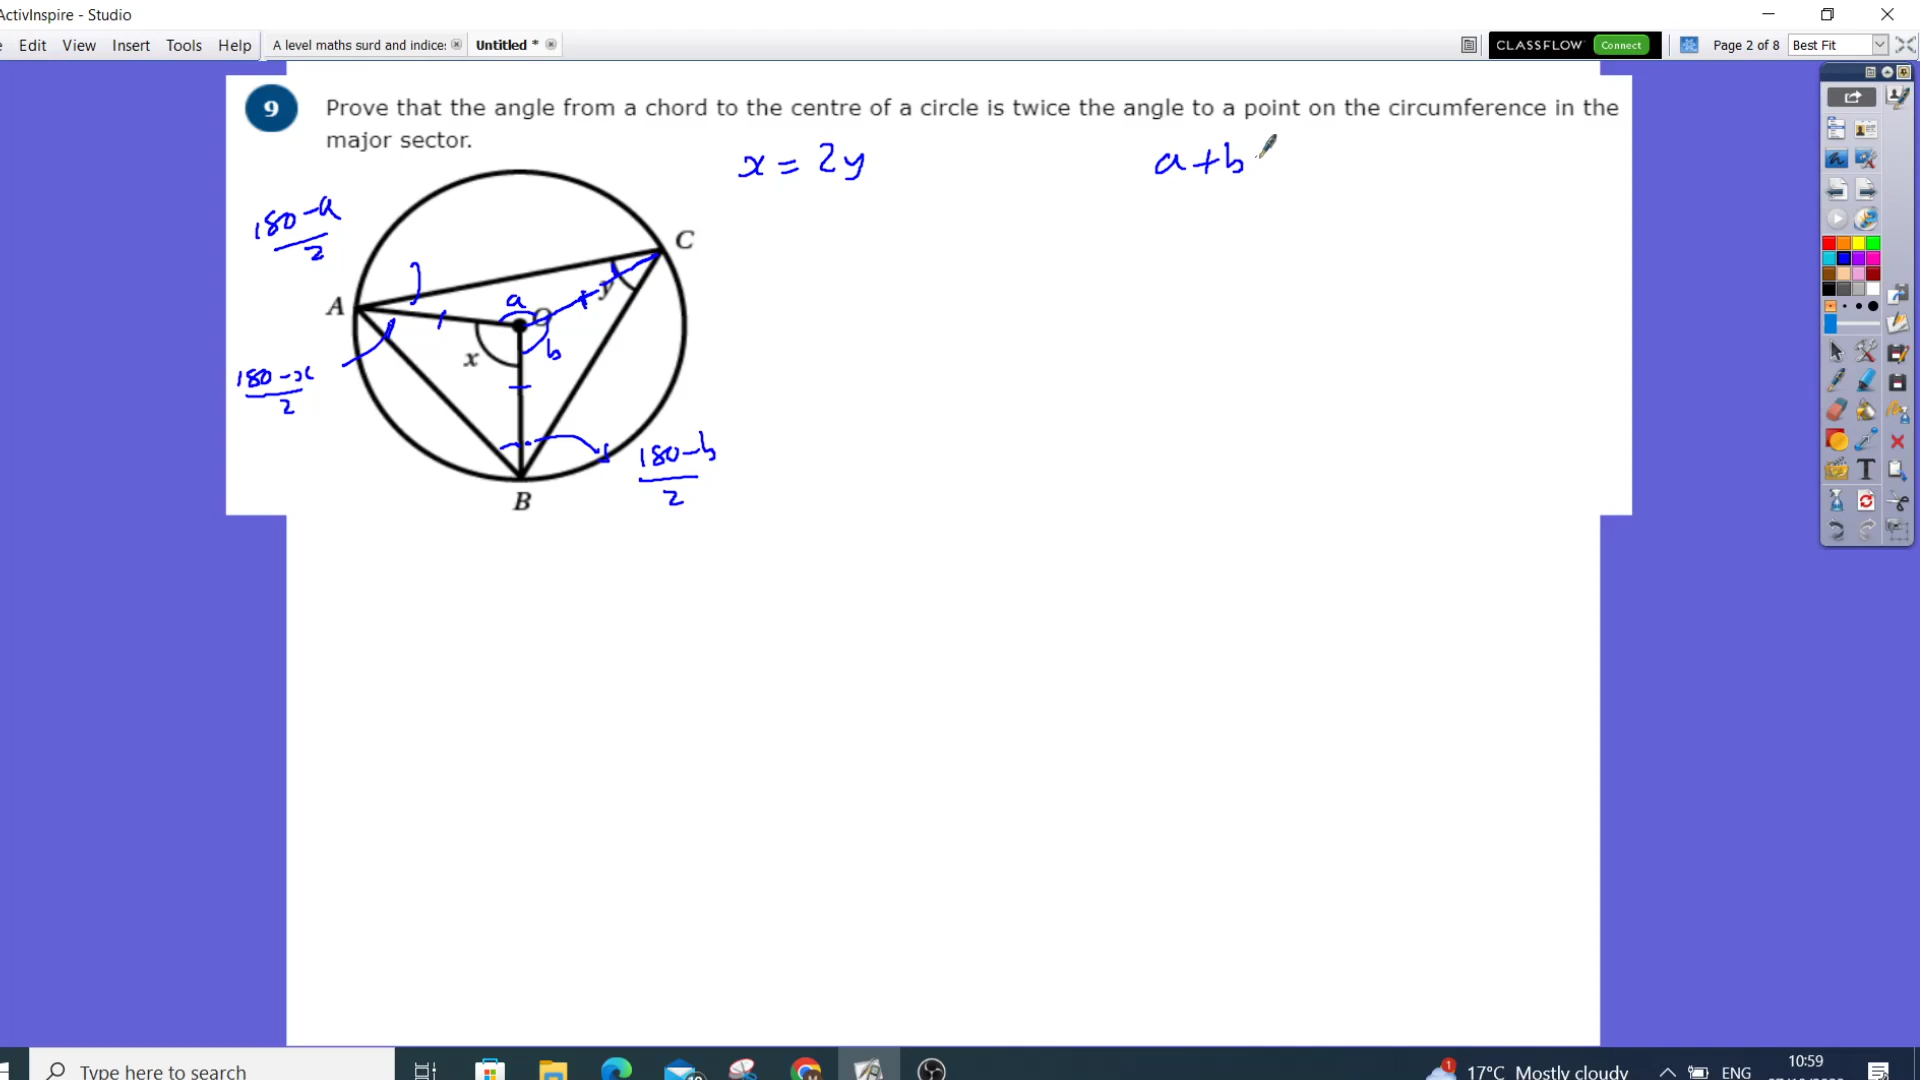 ActivInspire - Studio
Edit View Insert Tools Help
A level maths surd and indice:
Untitled *
CLASSFLOW Connect
Page 2 of 8
Best Fit
9
Prove that the angle from a chord to the centre of a circle is twice the angle to a point on the circumference in the
major sector.
x = 2y
a + b
180 - a
2
C
A
a
O
y
b
x
180 - x
2
180 - b
2
B
T
Type here to search
1
17°C Mostly cloudy
ENG
10:59